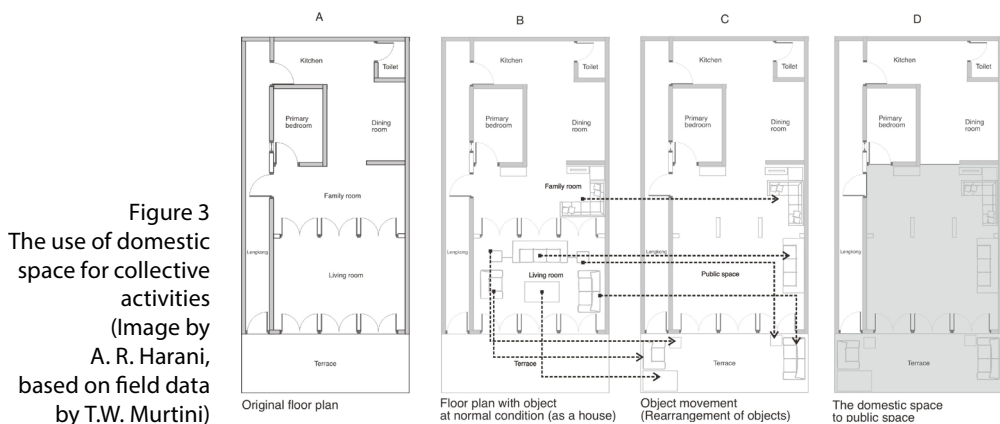 A
Kitchen
Toilet
Primary
bedroom
Dining
room
Family room
Lengkong
Living room
Terrace
Original floor plan
B
Kitchen
Toilet
Primary
bedroom
Dining
room
Family room
Lengkong
Living room
Terrace
Floor plan with object
at normal condition (as a house)
C
Kitchen
Toilet
Primary
bedroom
Dining
room
Lengkong
Public space
Terrace
Object movement
(Rearrangement of objects)
D
Kitchen
Toilet
Primary
bedroom
Dining
room
Lengkong
Terrace
The domestic space
to public space
Figure 3
The use of domestic
space for collective
activities
(Image by
A. R. Harani,
based on field data
by T.W. Murtini)